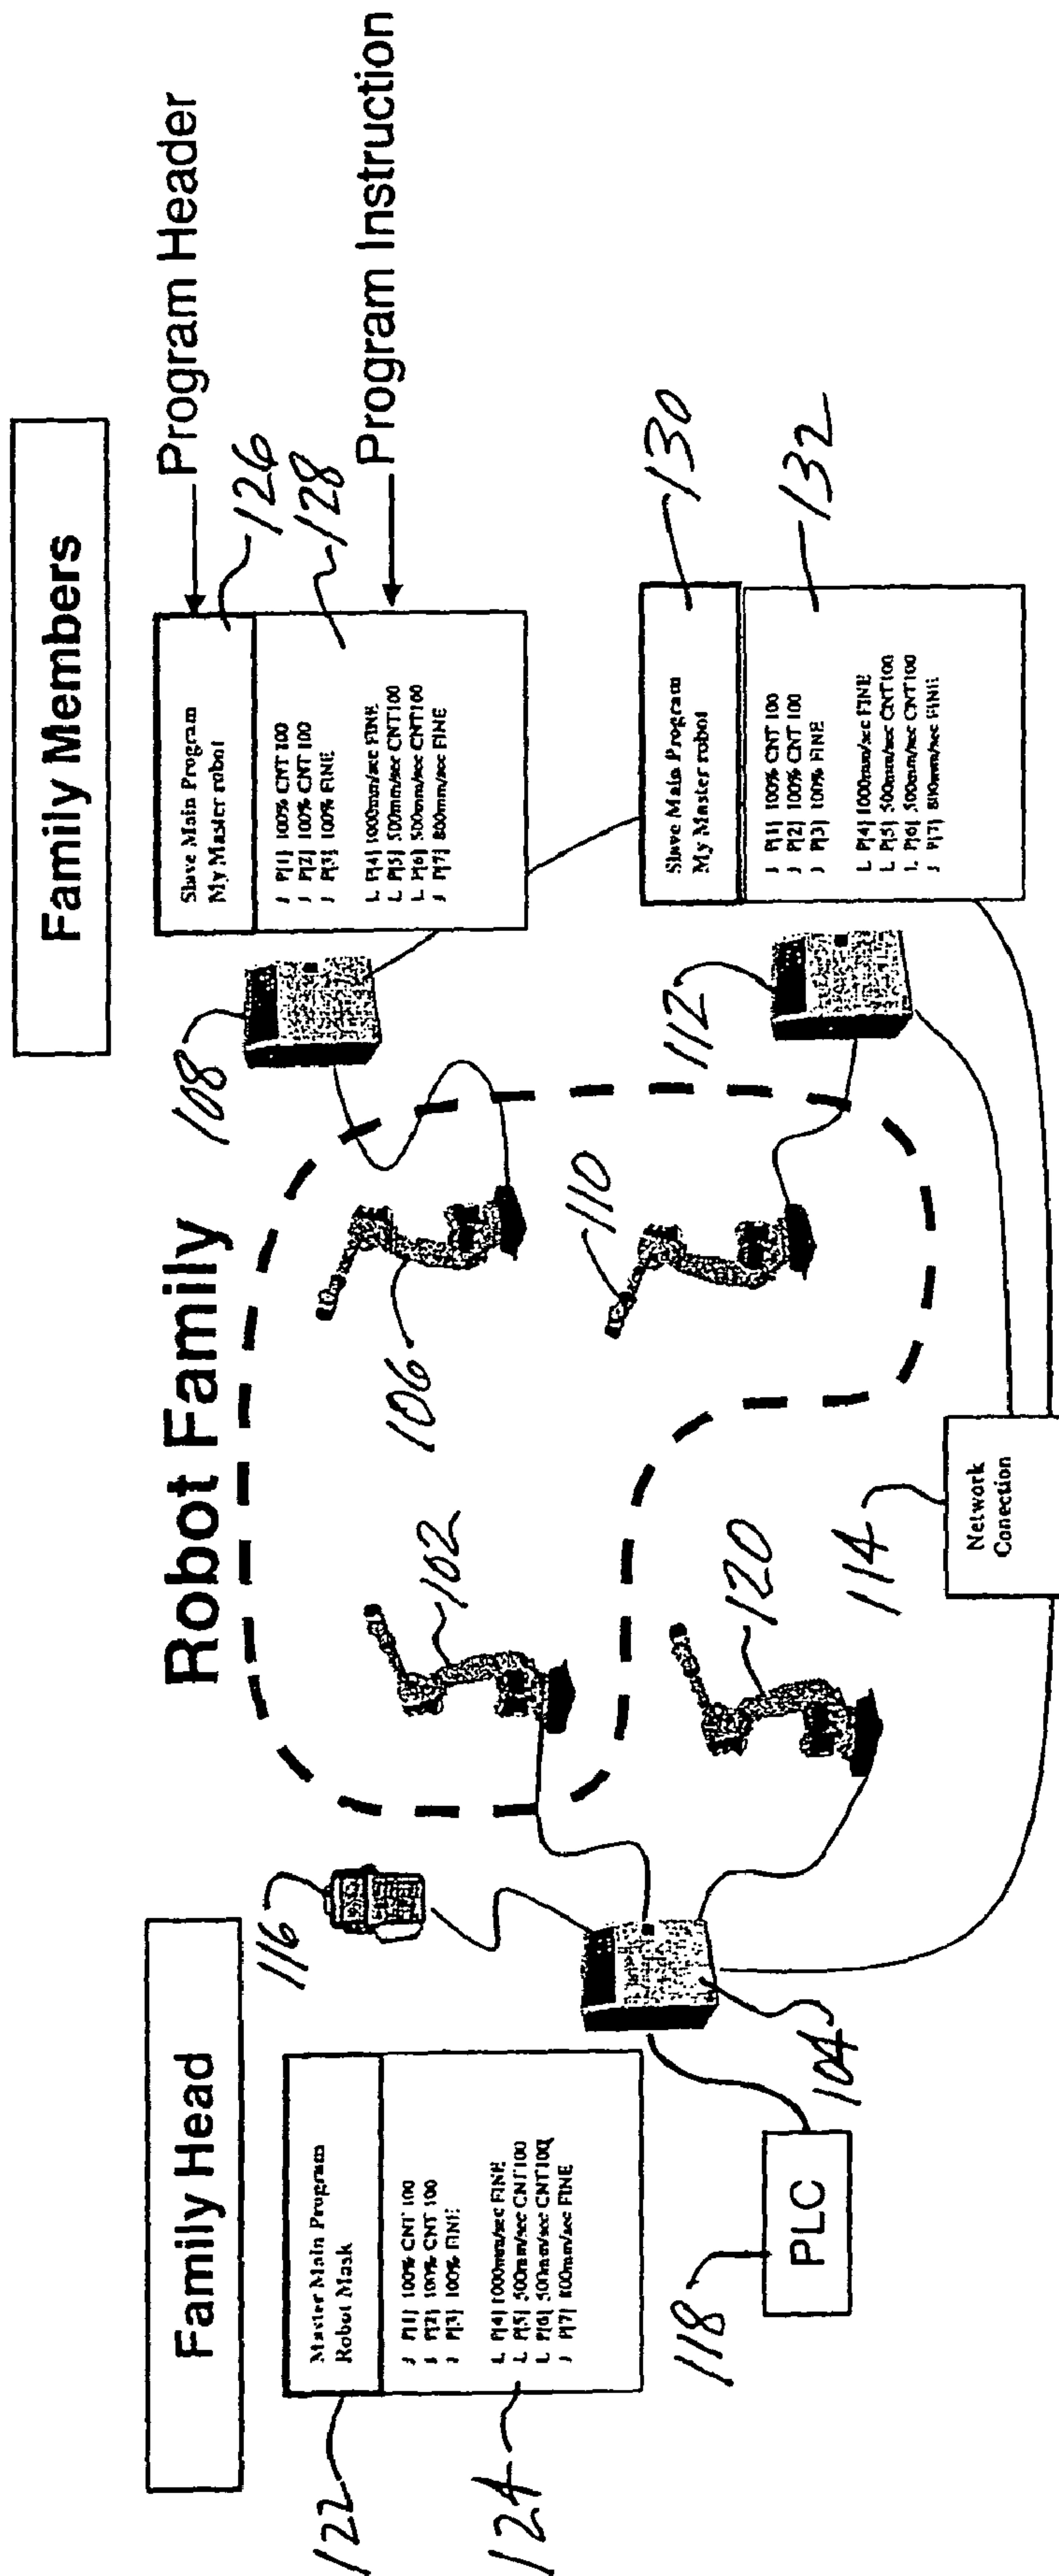 Family Members
Program Header
126
128
Program Instruction
Slave Main Program
My Master robot
J P[1] 100% CNT 100
J P[2] 100% CNT 100
J P[3] 100% FINE
L P[4] 1000mm/sec FINE
L P[5] 500mm/sec CNT100
L P[6] 500mm/sec CNT100
J P[7] 800mm/sec FINE
130
132
Slave Main Program
My Master robot
J P[1] 100% CNT 100
J P[2] 100% CNT 100
J P[3] 100% FINE
L P[4] 1000mm/sec FINE
L P[5] 500mm/sec CNT100
L P[6] 500mm/sec CNT100
J P[7] 800mm/sec FINE
108
112
Robot Family
106
110
102
120
114
Network
Conection
116
104
Family Head
Master Main Program
Robot Mask
J P[1] 100% CNT 100
J P[2] 100% CNT 100
J P[3] 100% FINE
L P[4] 1000mm/sec FINE
L P[5] 500mm/sec CNT100
L P[6] 500mm/sec CNT100
J P[7] 800mm/sec FINE
122
124
118
PLC